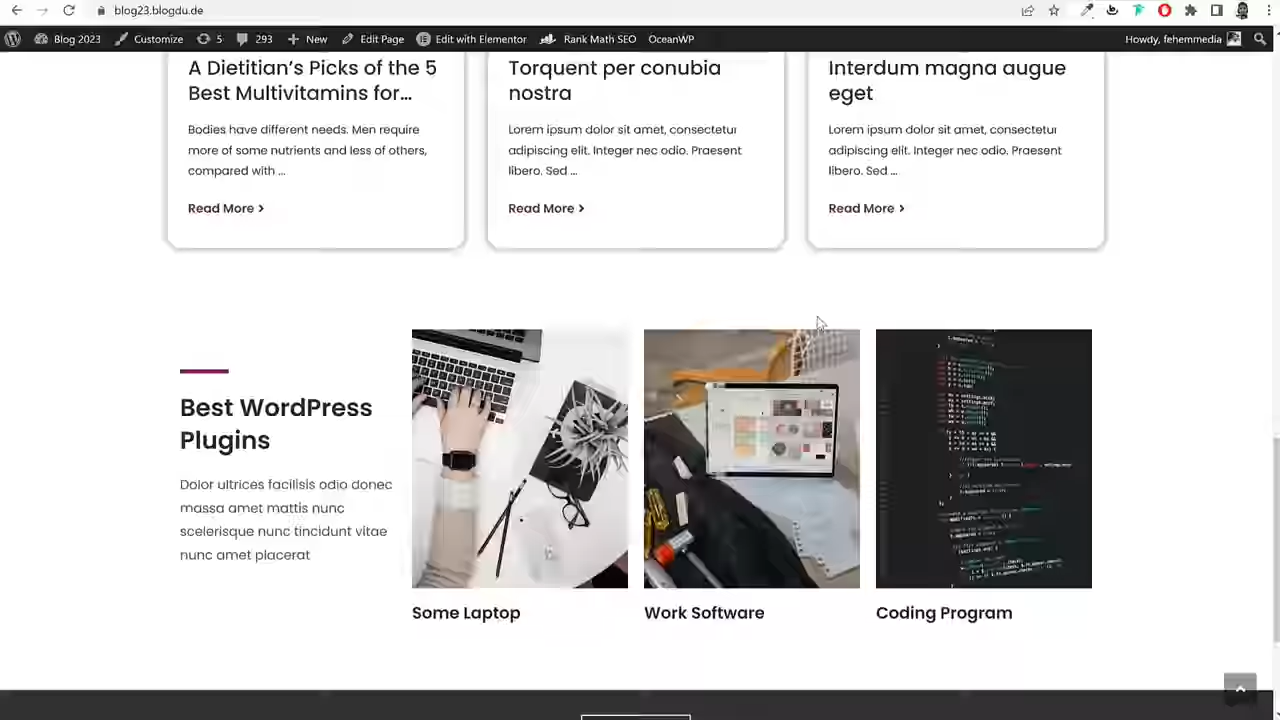 blog23.blogdu.de
Blog 2023 Customize 5 293 New Edit Page Edit with Elementor Rank Math SEO OceanWP Howdy, fehemmedia
A Dietitian's Picks of the 5
Best Multivitamins for...
Bodies have different needs. Men require
more of some nutrients and less of others,
compared with ...
Read More
Torquent per conubia
nostra
Lorem ipsum dolor sit amet, consectetur
adipiscing elit. Integer nec odio. Praesent
libero. Sed ...
Read More
Interdum magna augue
eget
Lorem ipsum dolor sit amet, consectetur
adipiscing elit. Integer nec odio. Praesent
libero. Sed ...
Read More
Best WordPress
Plugins
Dolor ultrices facilisis odio donec
massa amet mattis nunc
scelerisque nunc tincidunt vitae
nunc amet placerat
Some Laptop
Work Software
Coding Program